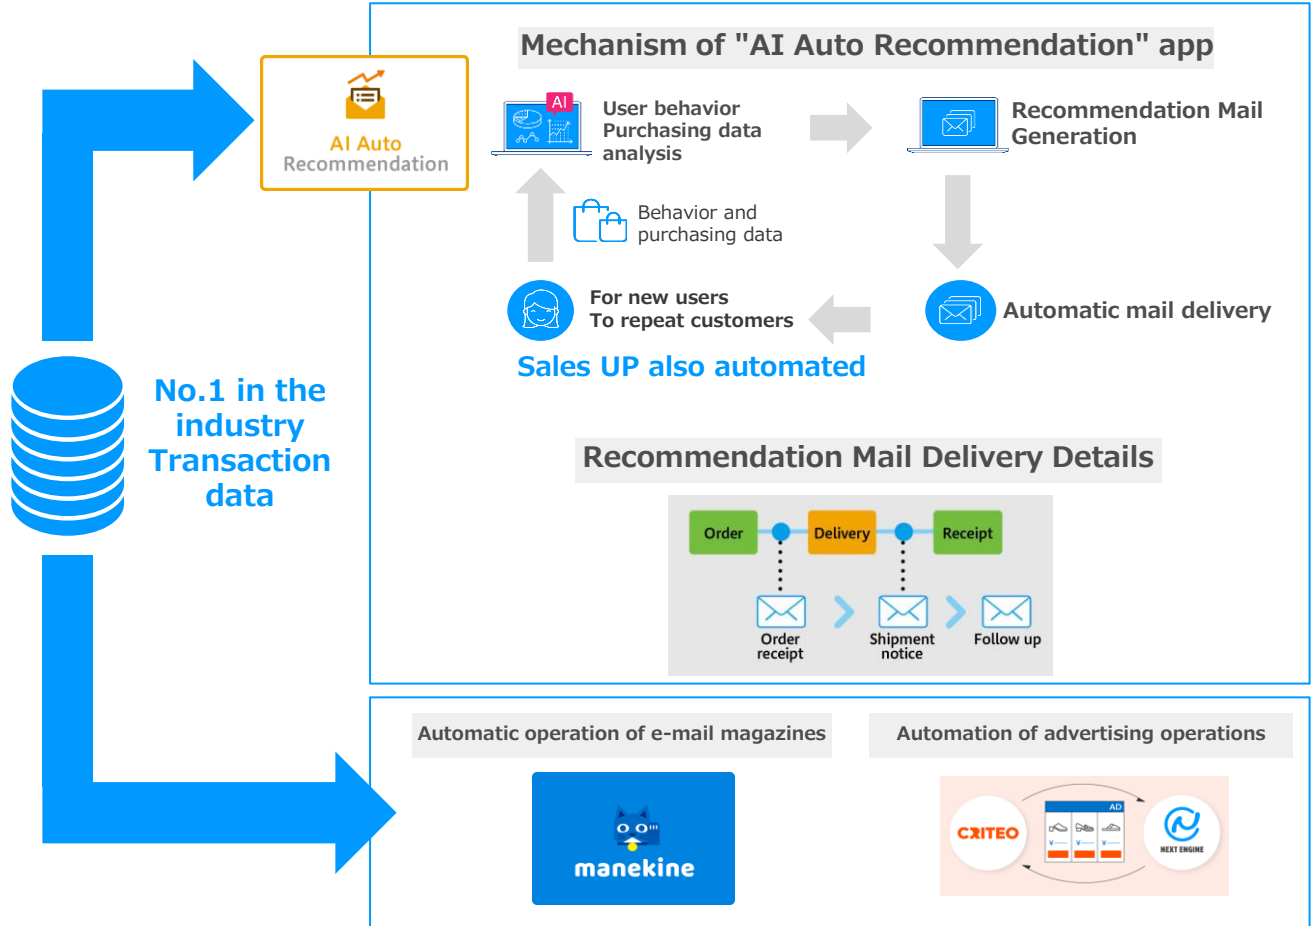 Mechanism of "AI Auto Recommendation" app
AI Auto
Recommendation
AI
User behavior
Purchasing data
analysis
Recommendation Mail
Generation
Behavior and
purchasing data
For new users
To repeat customers
Automatic mail delivery
Sales UP also automated
No.1 in the
industry
Transaction
data
Recommendation Mail Delivery Details
Order
Delivery
Receipt
Order
receipt
Shipment
notice
Follow up
Automatic operation of e-mail magazines
Automation of advertising operations
manekine
CRITEO
AD
¥
¥
¥
NEXT ENGINE